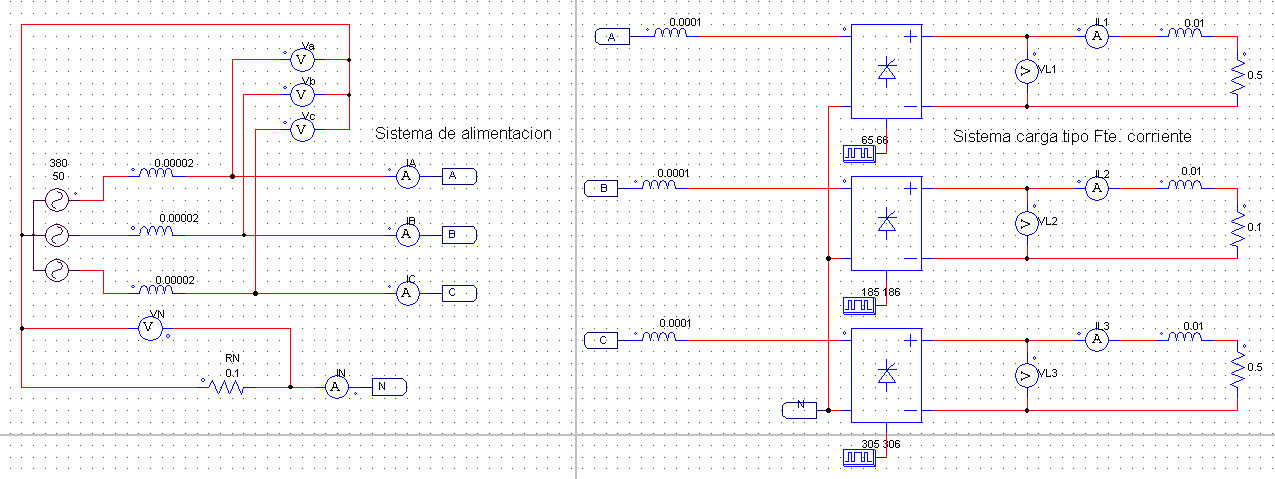 Va
V
Vb
V
Vc
V
Sistema de alimentacion
380
50
0.00002
IA
A
A
0.00002
IB
A
B
0.00002
IC
A
C
VN
V
RN
0.1
IN
A
N
A
0.0001
IL1
A
0.01
V
VL1
0.5
65 66
Sistema carga tipo Fte. corriente
B
0.0001
IL2
A
0.01
V
VL2
0.1
185 186
C
0.0001
IL3
A
0.01
V
VL3
0.5
N
305 306